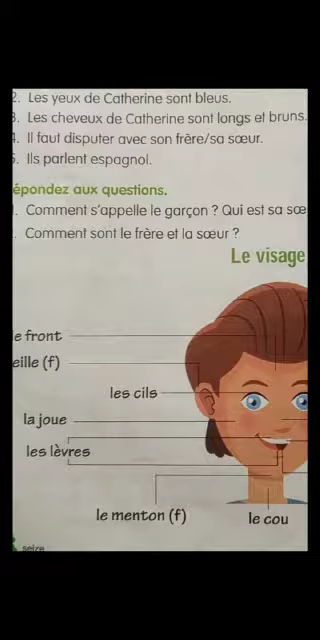 2. Les yeux de Catherine sont bleus.
3. Les cheveux de Catherine sont longs et bruns.
4. Il faut disputer avec son frère/sa sœur.
5. Ils parlent espagnol.
épondez aux questions.
. Comment s'appelle le garçon ? Qui est sa sœ
. Comment sont le frère et la sœur ?
Le visage
e front
eille (f)
les cils
la joue
les lèvres
le menton (f)
le cou
seize